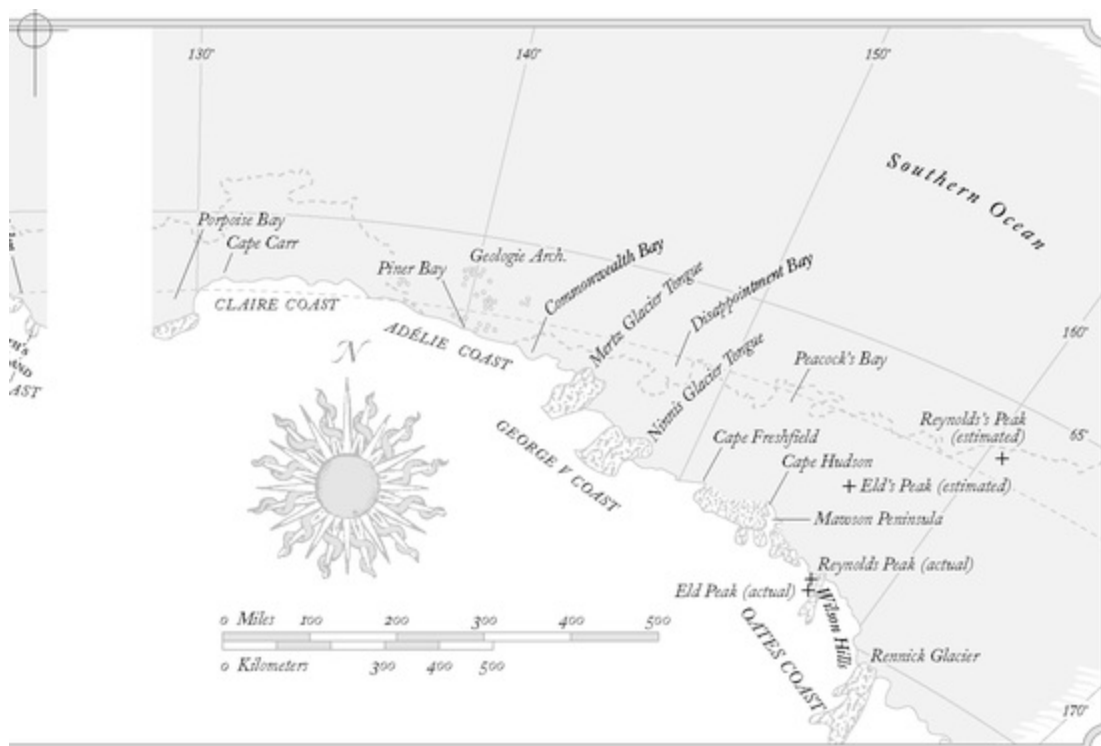 130°
140°
150°
Southern Ocean
Porpoise Bay
Cape Carr
Piner Bay
Geologie Arch.
Commonwealth Bay
Mertz Glacier Tongue
Disappointment Bay
Ninnis Glacier Tongue
Peacock's Bay
160°
65°
Reynolds's Peak
(estimated)
Eld's Peak (estimated)
CLAIRE COAST
ADÉLIE COAST
GEORGE V COAST
Cape Freshfield
Cape Hudson
Mawson Peninsula
Reynolds Peak (actual)
Eld Peak (actual)
Wilson Hills
OATES COAST
Rennick Glacier
170°
N
0 Miles 100 200 300 400 500
0 Kilometers 300 400 500